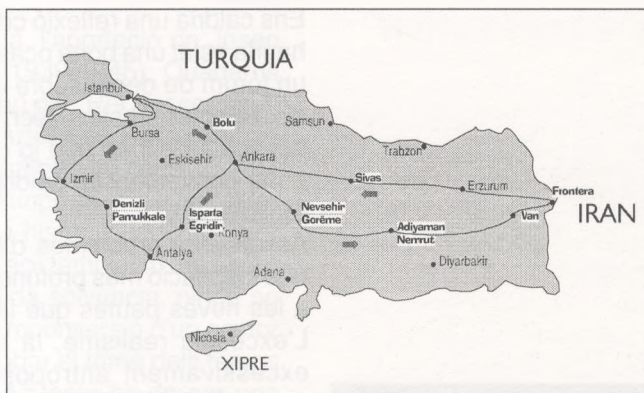 TURQUIA
Istanbul
Bolu
Samsun
Trabzon
Bursa
Eskisehir
Ankara
Sivas
Erzurum
Frontera
IRAN
Izmir
Denizli
Pamukkale
Isparta
Egridir
Konya
Nevsehir
Gorëme
Adiyaman
Nemrut
Van
Antalya
Adana
Diyarbakir
Nicosia
XIPRE